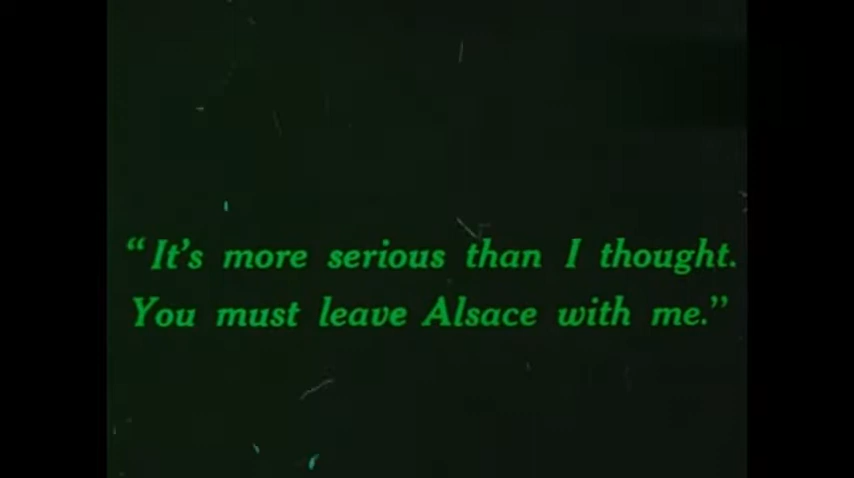 “It’s more serious than I thought.
You must leave Alsace with me.”